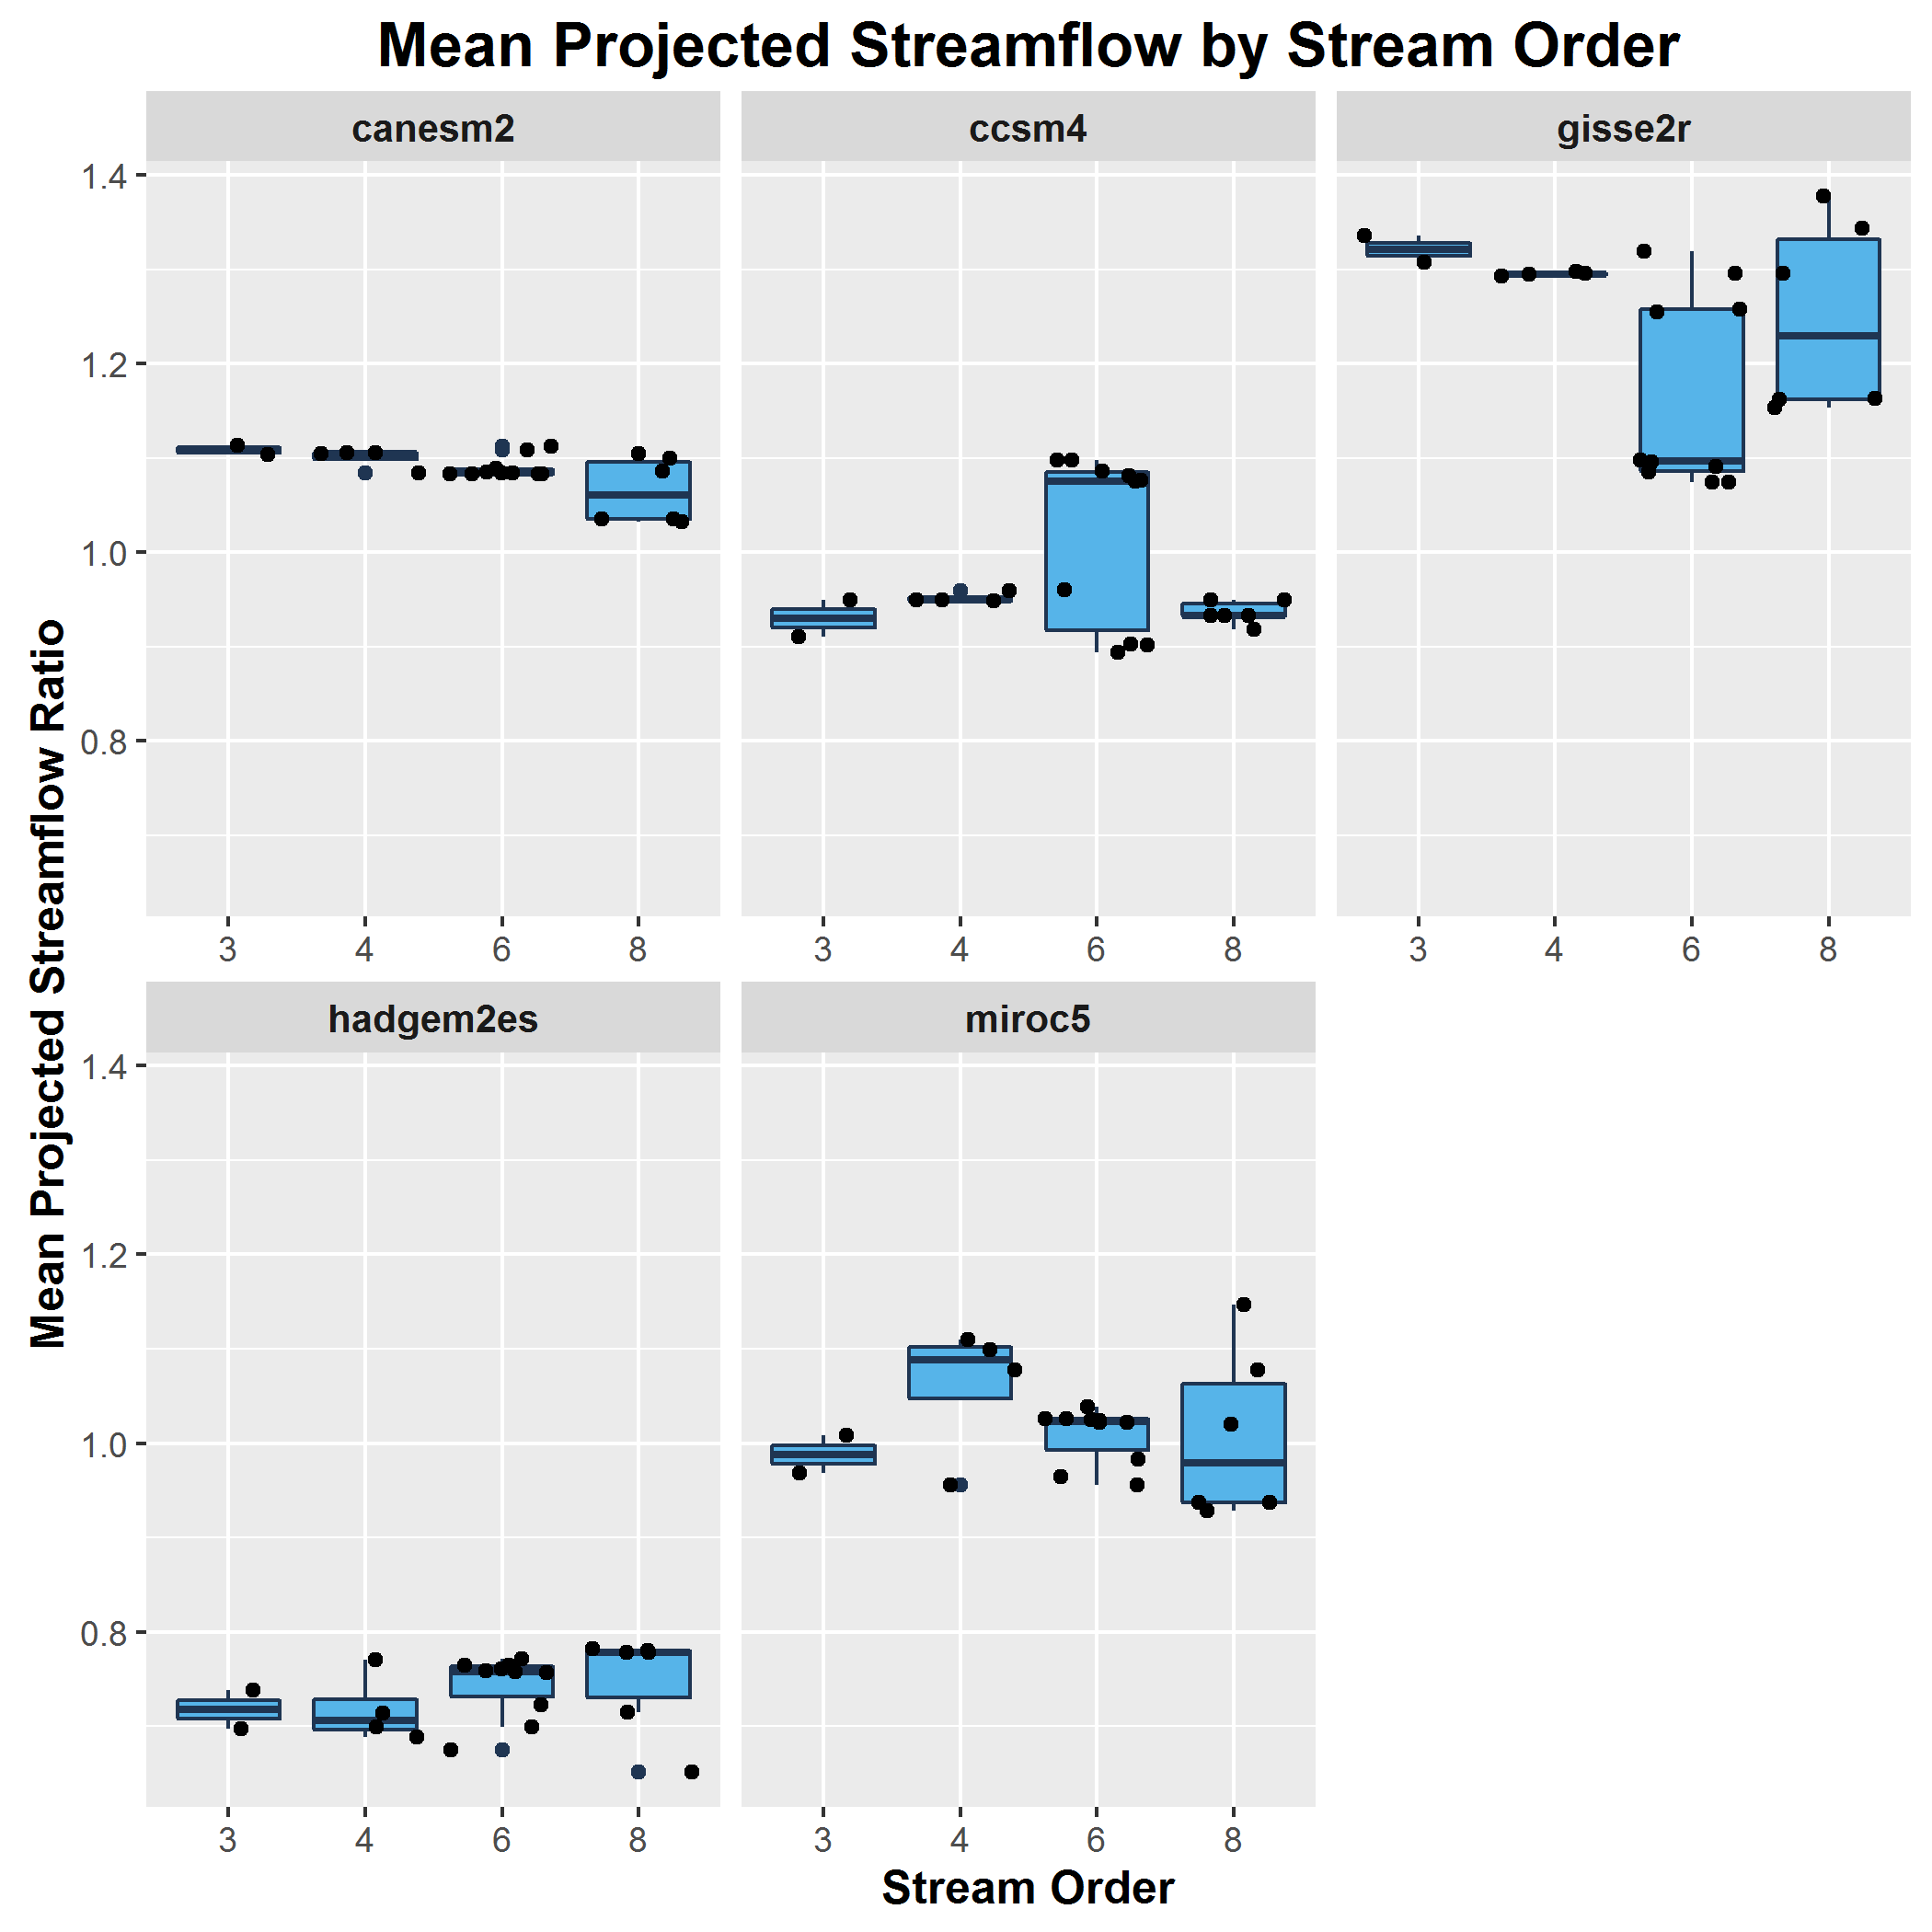 Mean Projected Streamflow by Stream Order
canesm2
ccsm4
gisse2r
1.4
1.2
1.0
0.8
3 4 6 8
3 4 6 8
3 4 6 8
Mean Projected Streamflow Ratio
hadgem2es
miroc5
1.4
1.2
1.0
0.8
3 4 6 8
3 4 6 8
Stream Order